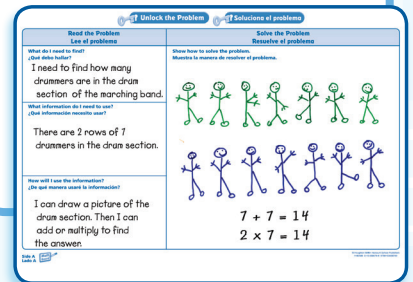 Unlock the Problem
Soluciona el problema
Read the Problem
Lee el problema
Solve the Problem
Resuelve el problema
What do I need to find?
¿Qué debo hallar?
I need to find how many
drummers are in the drum
section of the marching band.
What information do I need to use?
¿Qué información necesito usar?
There are 2 rows of 7
drummers in the drum section.
How will I use the information?
¿De qué manera usaré la información?
I can draw a picture of the
drum section. Then I can
add or multiply to find
the answer.
Show how to solve the problem.
Muestra la manera de resolver el problema.
7 + 7 = 14
2 × 7 = 14
Side A
Lado A